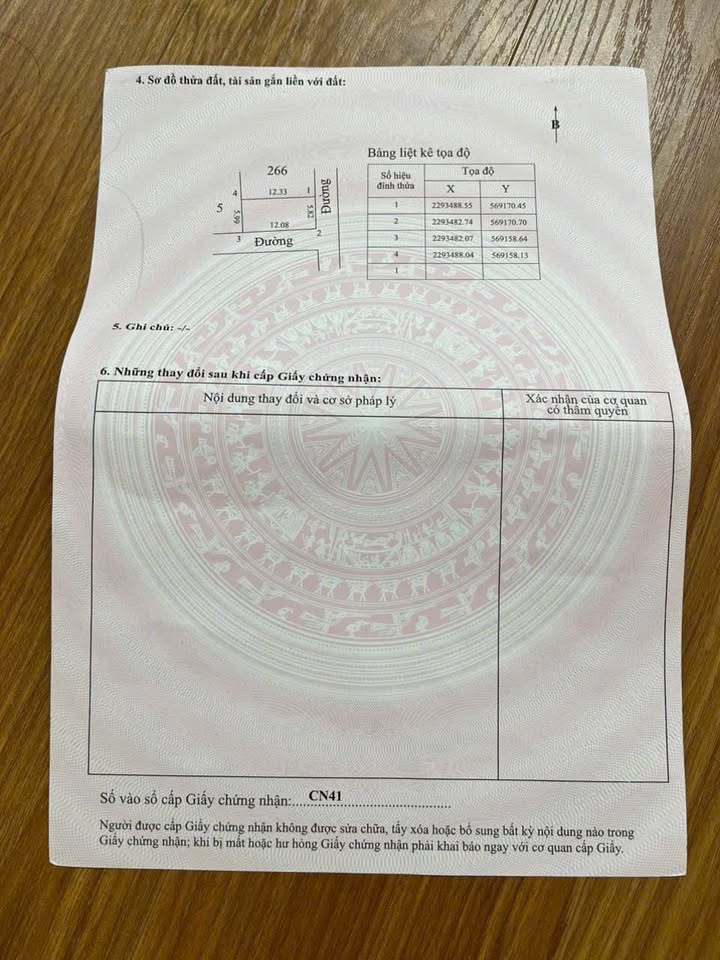 4. Sơ đồ thửa đất, tài sản gắn liền với đất:
B
266
4 12.33 1
5 5.99 5.82 Đường
12.08
3 Đường 2
Bảng liệt kê tọa độ
Số hiệu đỉnh thửa Tọa độ
X Y
1 2293488.55 569170.45
2 2293482.74 569170.70
3 2293482.07 569158.64
4 2293488.04 569158.13
1
5. Ghi chú: -/-
6. Những thay đổi sau khi cấp Giấy chứng nhận:
Nội dung thay đổi và cơ sở pháp lý Xác nhận của cơ quan
có thẩm quyền
Số vào sổ cấp Giấy chứng nhận: CN41
Người được cấp Giấy chứng nhận không được sửa chữa, tẩy xóa hoặc bổ sung bất kỳ nội dung nào trong
Giấy chứng nhận; khi bị mất hoặc hư hỏng Giấy chứng nhận phải khai báo ngay với cơ quan cấp Giấy.